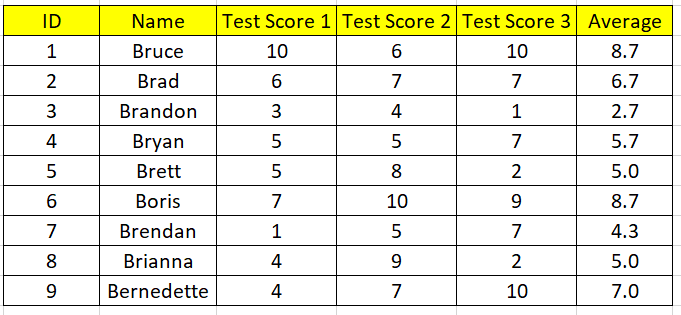 ID Name Test Score 1 Test Score 2 Test Score 3 Average
1 Bruce 10 6 10 8.7
2 Brad 6 7 7 6.7
3 Brandon 3 4 1 2.7
4 Bryan 5 5 7 5.7
5 Brett 5 8 2 5.0
6 Boris 7 10 9 8.7
7 Brendan 1 5 7 4.3
8 Brianna 4 9 2 5.0
9 Bernedette 4 7 10 7.0